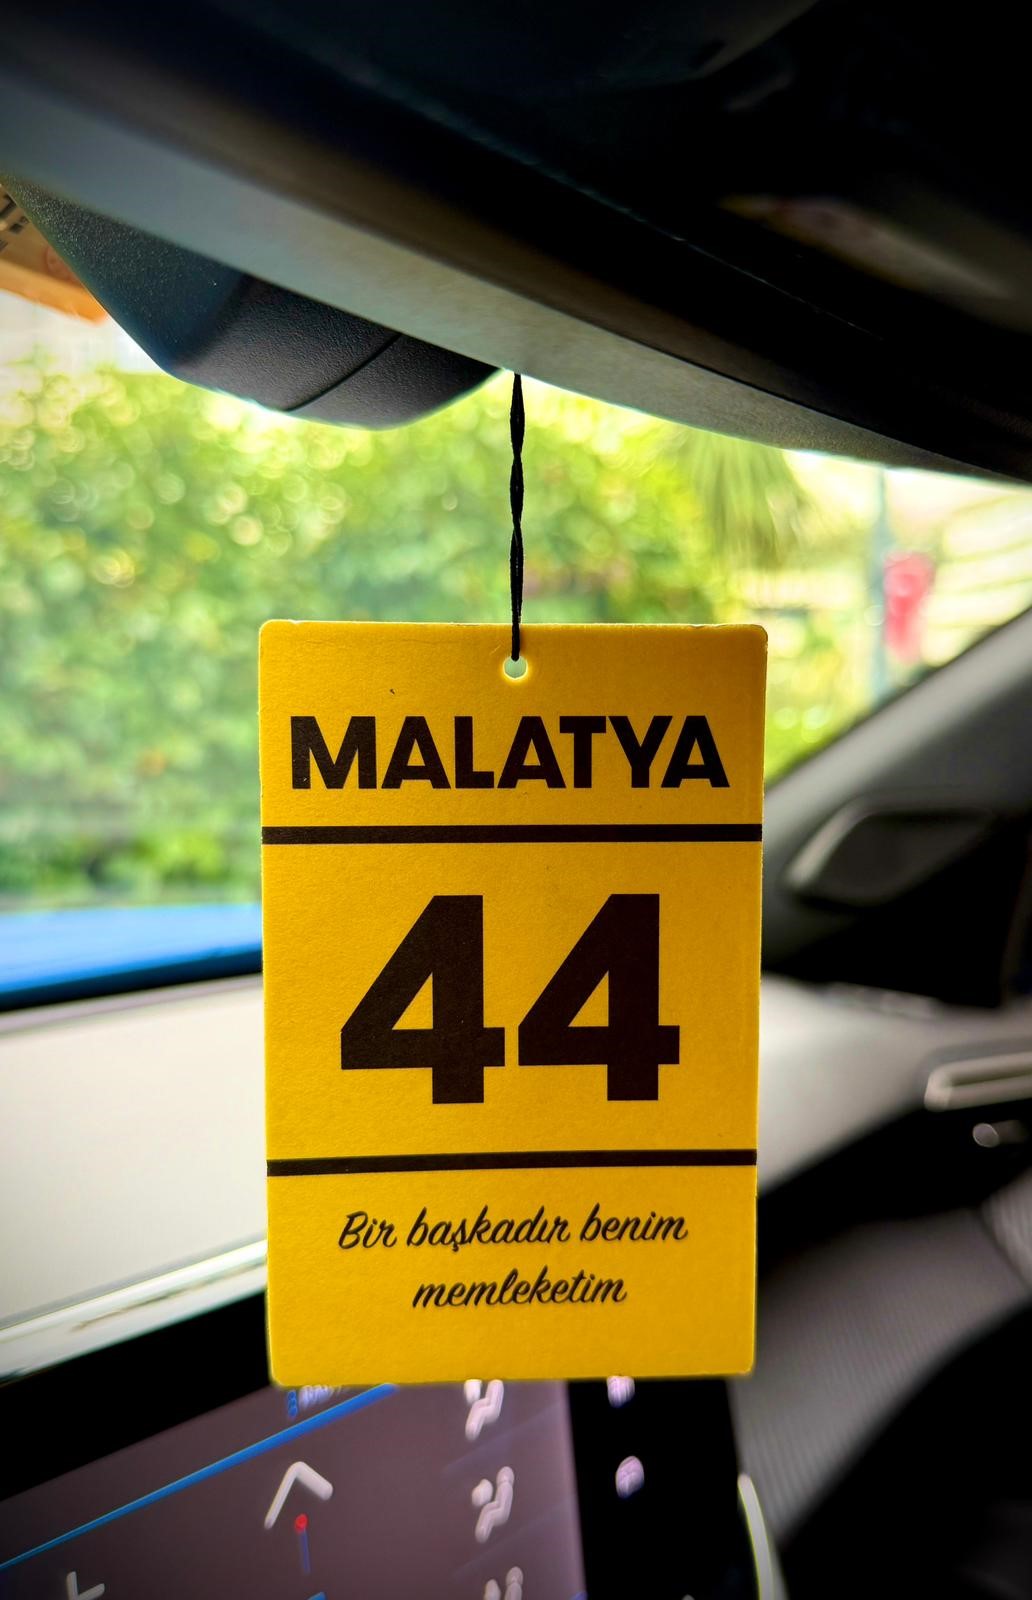 MALATYA
44
Bir başkadır benim
memleketim